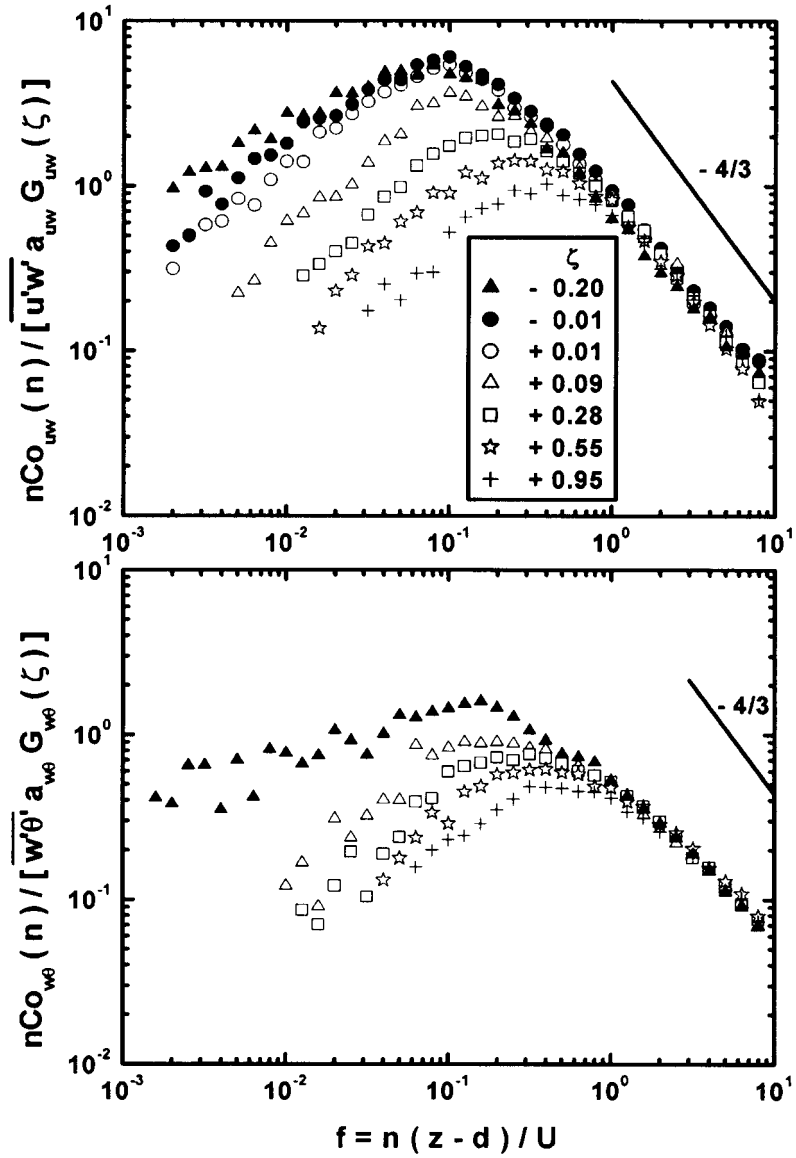 10¹
10⁰
10⁻¹
10⁻²
nCo_uw (n) / [ u'w' a_uw G_uw (ζ) ]
- 4/3
ζ
- 0.20
- 0.01
+ 0.01
+ 0.09
+ 0.28
+ 0.55
+ 0.95
10⁻³ 10⁻² 10⁻¹ 10⁰ 10¹
10¹
10⁰
10⁻¹
10⁻²
nCo_wθ (n) / [ w'θ' a_wθ G_wθ (ζ) ]
- 4/3
10⁻³ 10⁻² 10⁻¹ 10⁰ 10¹
f = n ( z - d ) / U